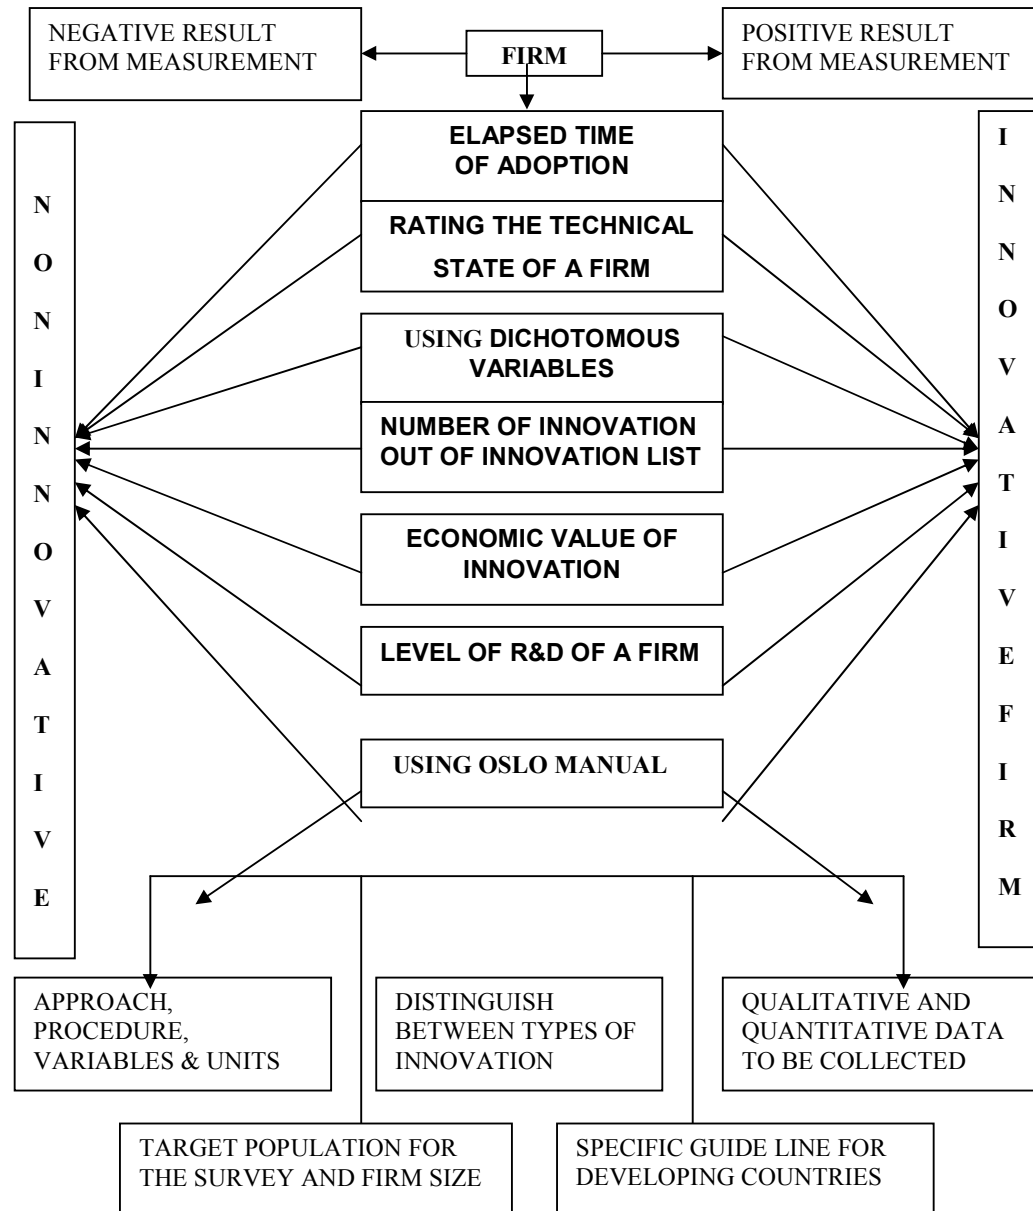 NEGATIVE RESULT
FROM MEASUREMENT
FIRM
POSITIVE RESULT
FROM MEASUREMENT
N O N I N N O V A T I V E
ELAPSED TIME
OF ADOPTION
RATING THE TECHNICAL
STATE OF A FIRM
USING DICHOTOMOUS
VARIABLES
NUMBER OF INNOVATION
OUT OF INNOVATION LIST
ECONOMIC VALUE OF
INNOVATION
LEVEL OF R&D OF A FIRM
USING OSLO MANUAL
I N N O V A T I V E F I R M
APPROACH,
PROCEDURE,
VARIABLES & UNITS
DISTINGUISH
BETWEEN TYPES OF
INNOVATION
QUALITATIVE AND
QUANTITATIVE DATA
TO BE COLLECTED
TARGET POPULATION FOR
THE SURVEY AND FIRM SIZE
SPECIFIC GUIDE LINE FOR
DEVELOPING COUNTRIES